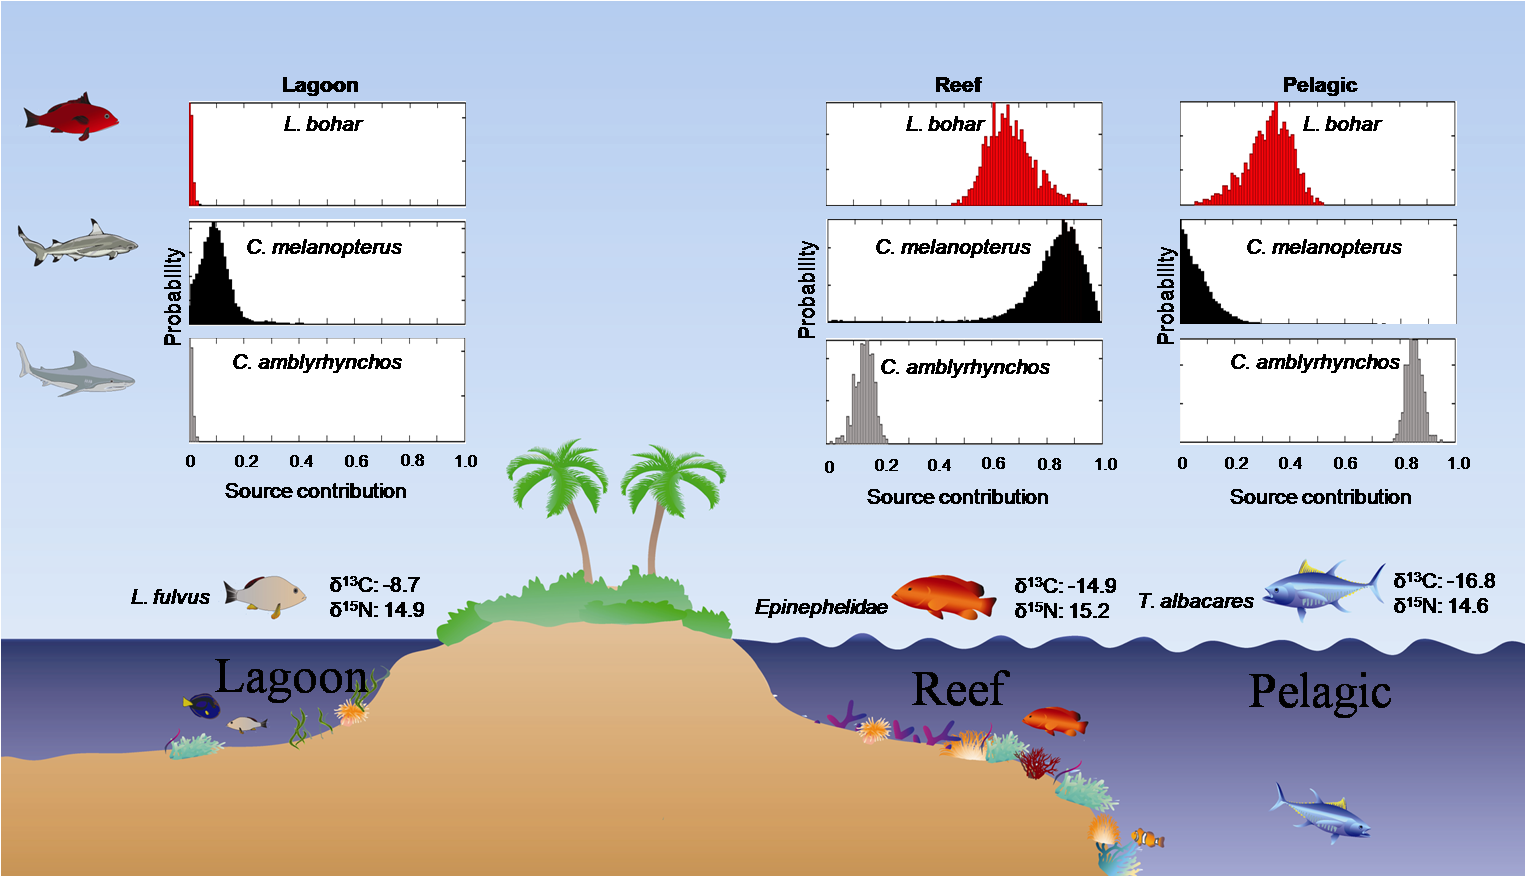 Lagoon
Reef
Pelagic
L. bohar
L. bohar
L. bohar
C. melanopterus
C. melanopterus
C. melanopterus
Probability
Probability
Probability
C. amblyrhynchos
C. amblyrhynchos
C. amblyrhynchos
0 0.2 0.4 0.6 0.8 1.0
0 0.2 0.4 0.6 0.8 1.0
0 0.2 0.4 0.6 0.8 1.0
Source contribution
Source contribution
Source contribution
L. fulvus
δ¹³C: -8.7
δ¹⁵N: 14.9
Epinephelidae
δ¹³C: -14.9
δ¹⁵N: 15.2
T. albacares
δ¹³C: -16.8
δ¹⁵N: 14.6
Lagoon
Reef
Pelagic